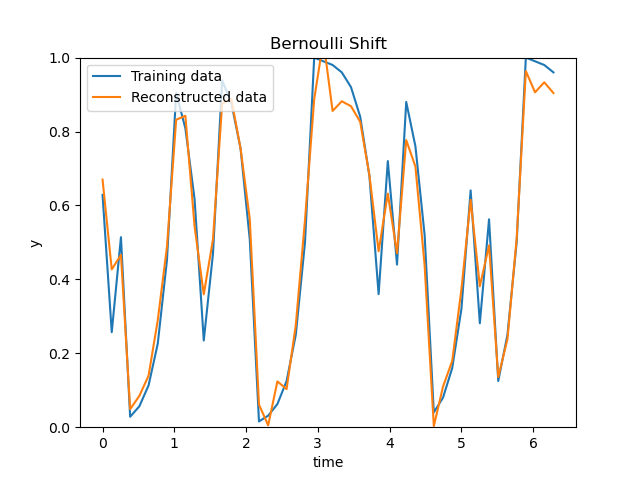 Bernoulli Shift
Training data
Reconstructed data
1.0
0.8
0.6
0.4
0.2
0.0
y
0 1 2 3 4 5 6
time